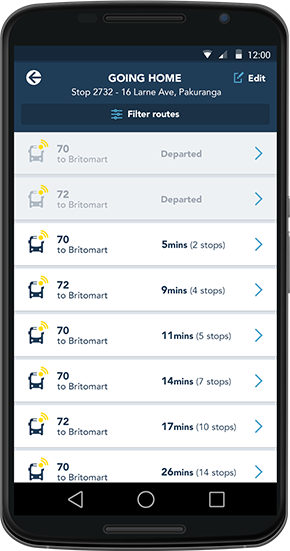 12:00
GOING HOME
Edit
Stop 2732 - 16 Larne Ave, Pakuranga
Filter routes
70
to Britomart
Departed
72
to Britomart
Departed
70
to Britomart
5mins (2 stops)
72
to Britomart
9mins (4 stops)
70
to Britomart
11mins (5 stops)
70
to Britomart
14mins (7 stops)
72
to Britomart
17mins (10 stops)
70
to Britomart
26mins (14 stops)